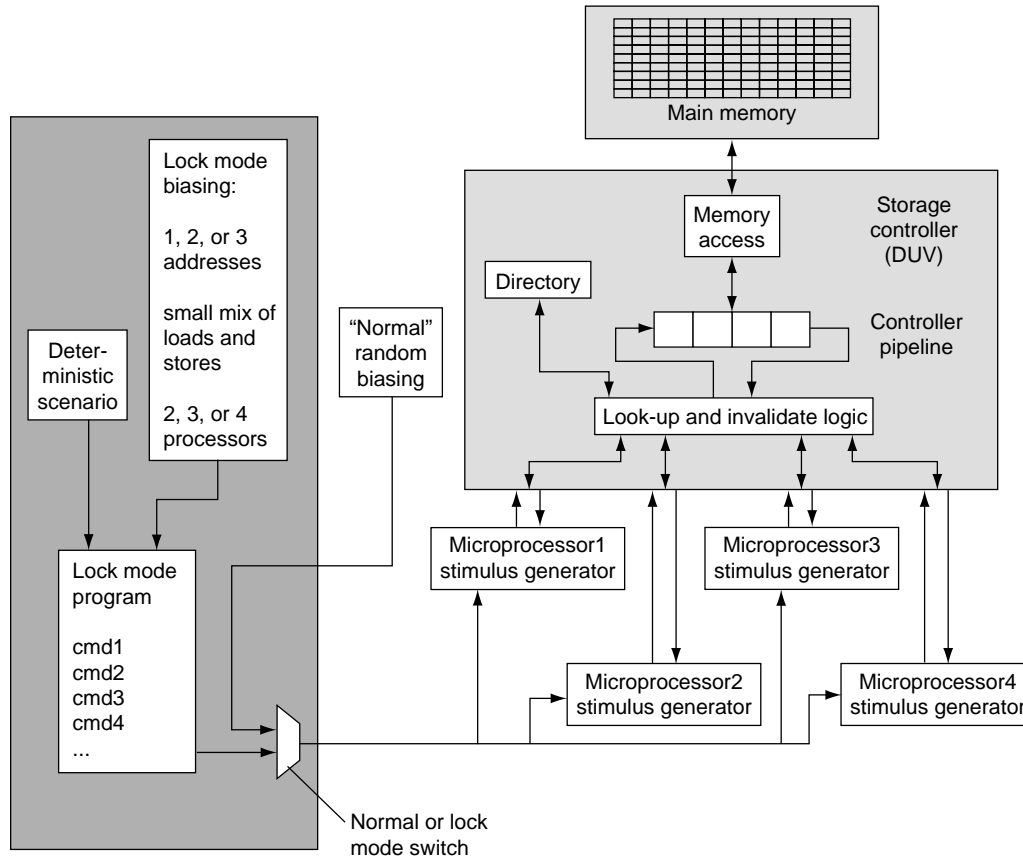 Main memory
Lock mode
biasing:
1, 2, or 3
addresses
small mix of
loads and
stores
2, 3, or 4
processors
Deter-
ministic
scenario
“Normal”
random
biasing
Memory
access
Storage
controller
(DUV)
Directory
Controller
pipeline
Look-up and invalidate logic
Microprocessor1
stimulus generator
Microprocessor3
stimulus generator
Lock mode
program
cmd1
cmd2
cmd3
cmd4
...
Microprocessor2
stimulus generator
Microprocessor4
stimulus generator
Normal or lock
mode switch